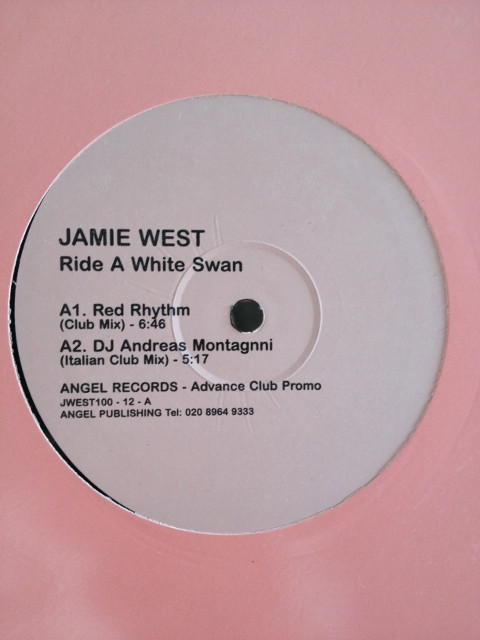 JAMIE WEST
Ride A White Swan
A1. Red Rhythm
(Club Mix) - 6:46
A2. DJ Andreas Montagnni
(Italian Club Mix) - 5:17
ANGEL RECORDS - Advance Club Promo
JWEST100 - 12 - A
ANGEL PUBLISHING Tel: 020 8964 9333